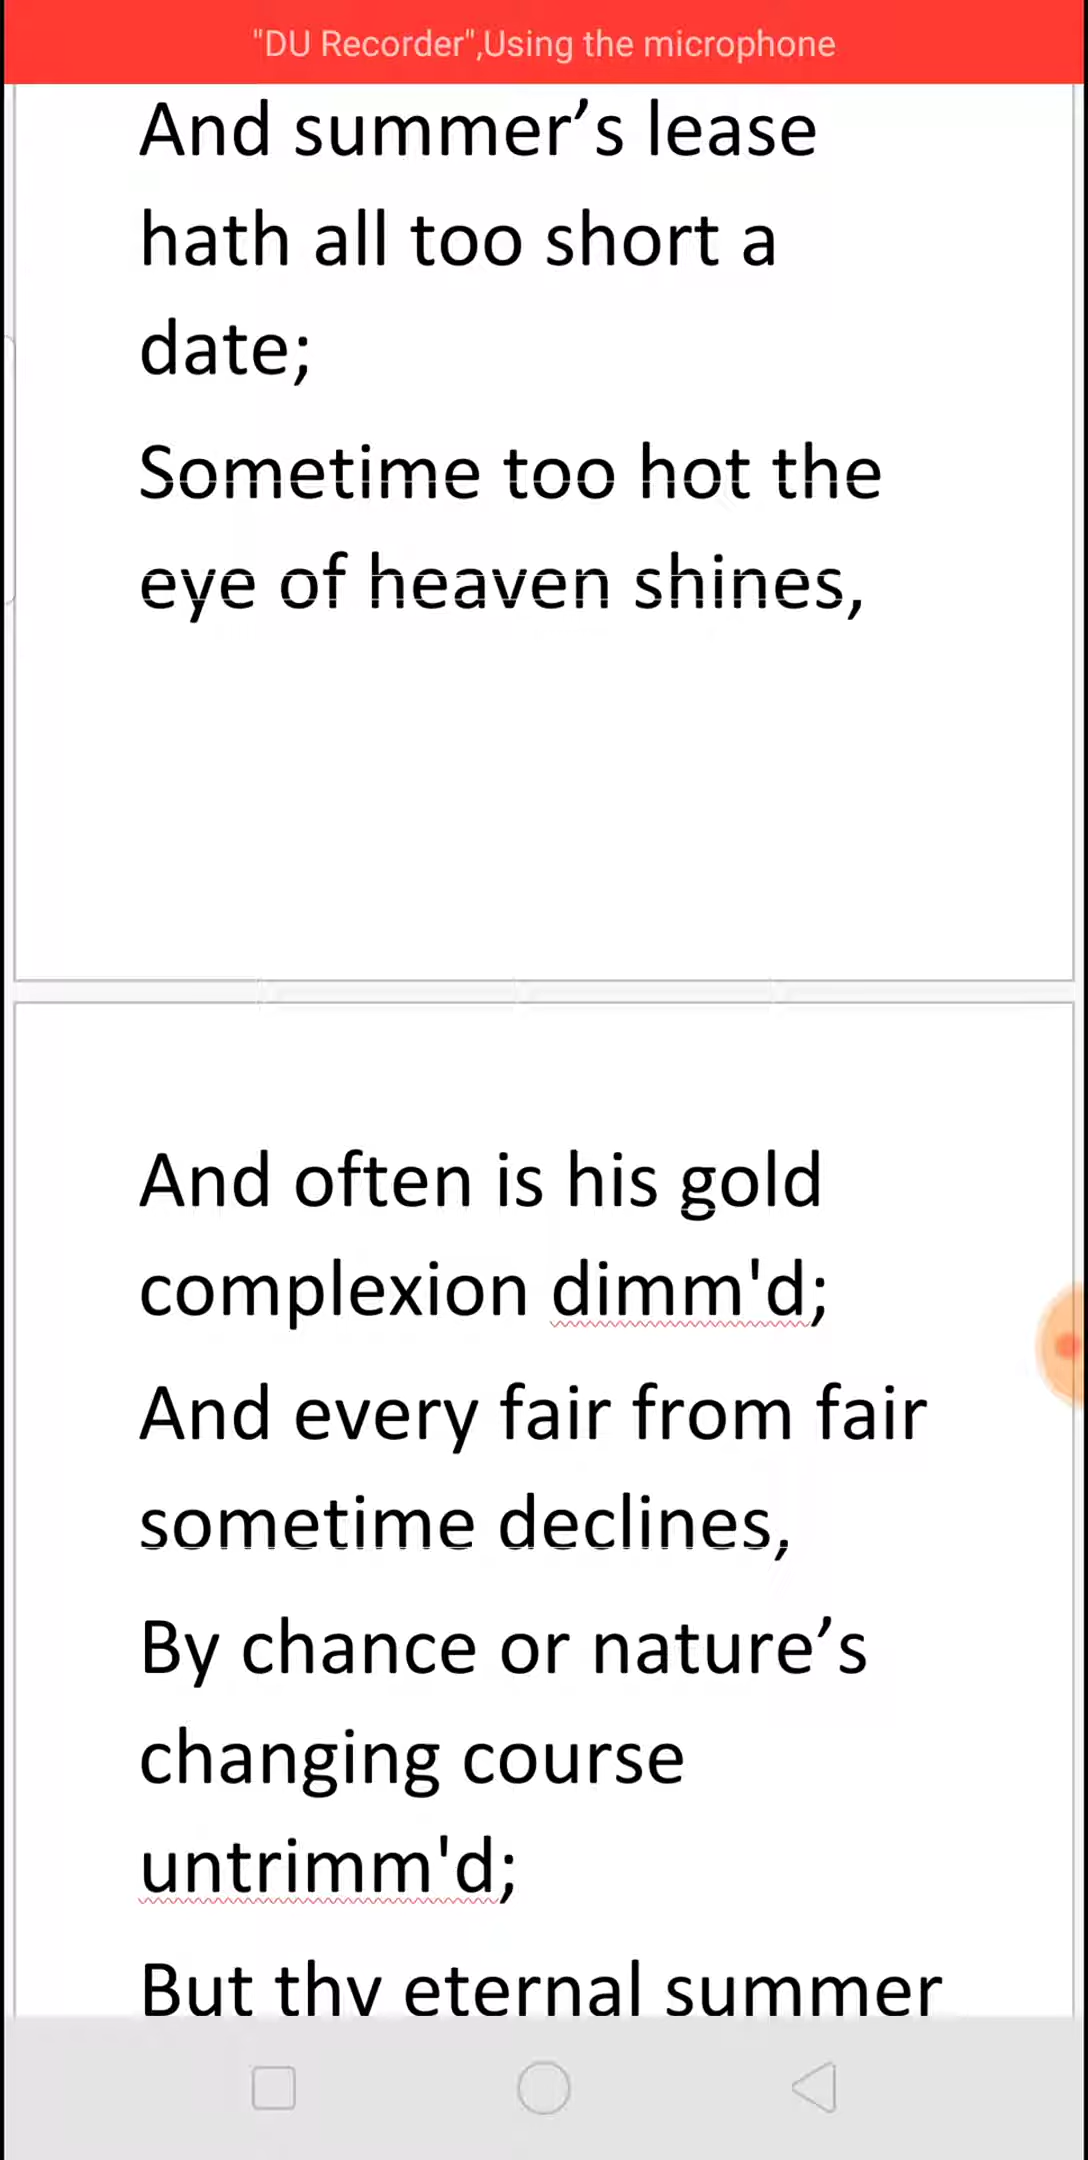 "DU Recorder",Using the microphone
And summer’s lease
hath all too short a
date;
Sometime too hot the
eye of heaven shines,
And often is his gold
complexion dimm'd;
And every fair from fair
sometime declines,
By chance or nature’s
changing course
untrimm'd;
But thy eternal summer